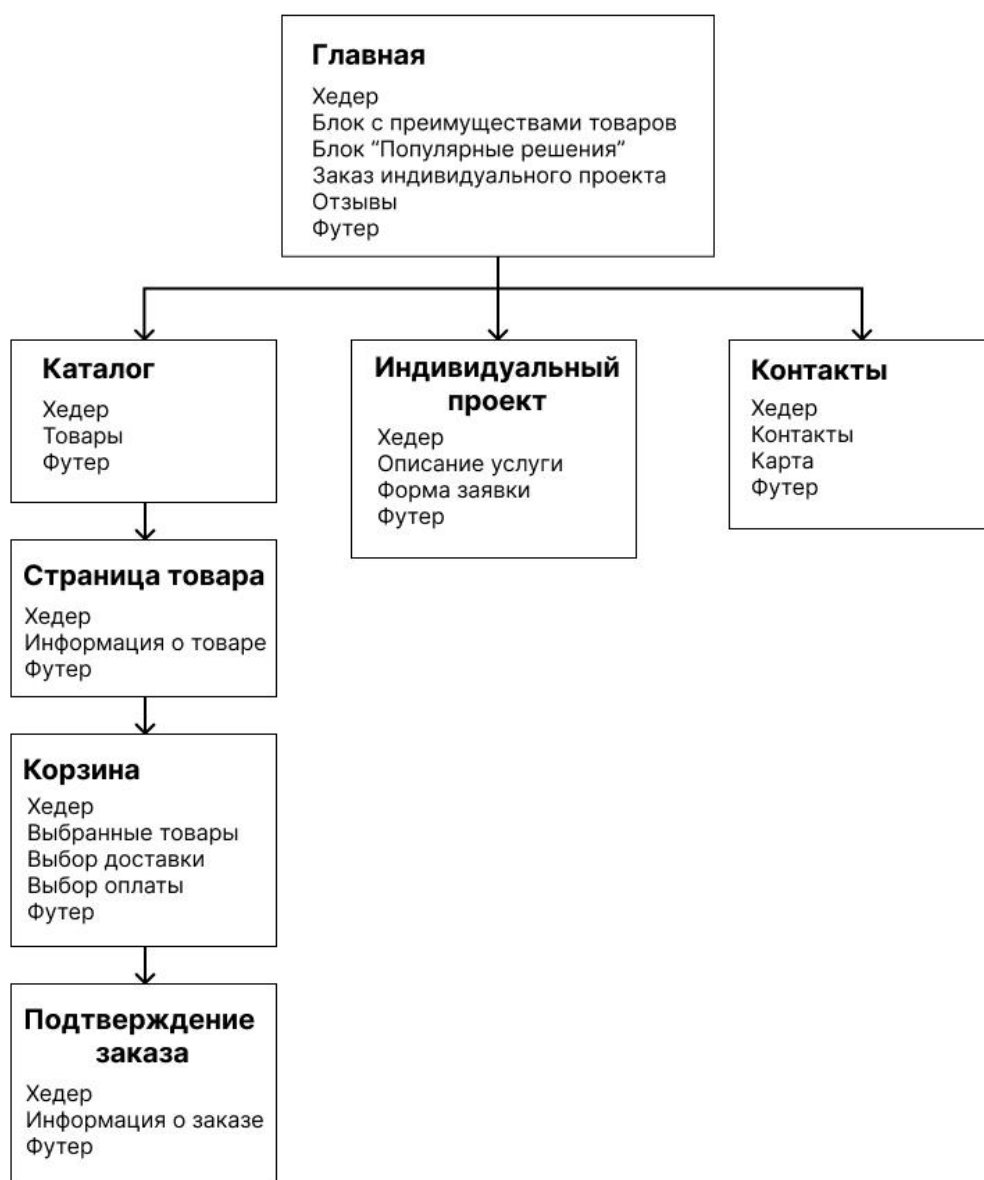 Главная
Хедер
Блок с преимуществами товаров
Блок “Популярные решения”
Заказ индивидуального проекта
Отзывы
Футер
Каталог
Хедер
Товары
Футер
Индивидуальный
проект
Хедер
Описание услуги
Форма заявки
Футер
Контакты
Хедер
Контакты
Карта
Футер
Страница товара
Хедер
Информация о товаре
Футер
Корзина
Хедер
Выбранные товары
Выбор доставки
Выбор оплаты
Футер
Подтверждение
заказа
Хедер
Информация о заказе
Футер